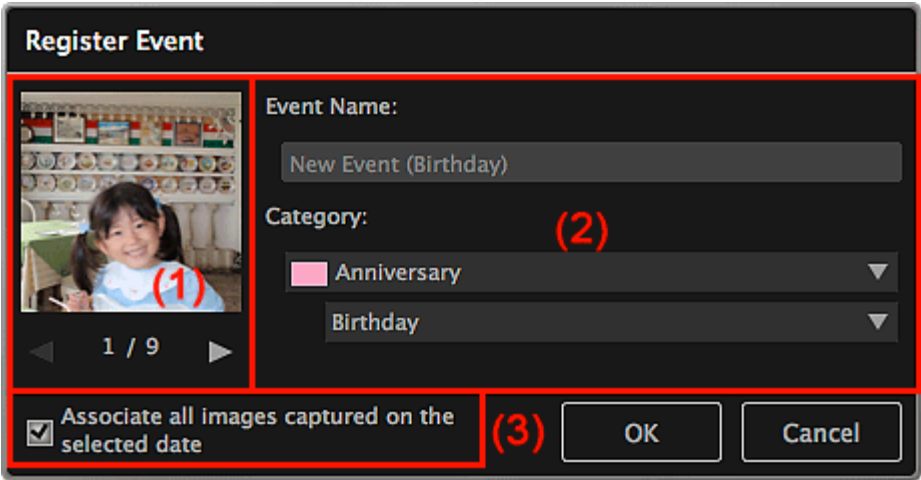 Register Event
(1)
1 / 9
Event Name:
New Event (Birthday)
Category:
(2)
Anniversary
Birthday
Associate all images captured on the
selected date
(3)
OK
Cancel